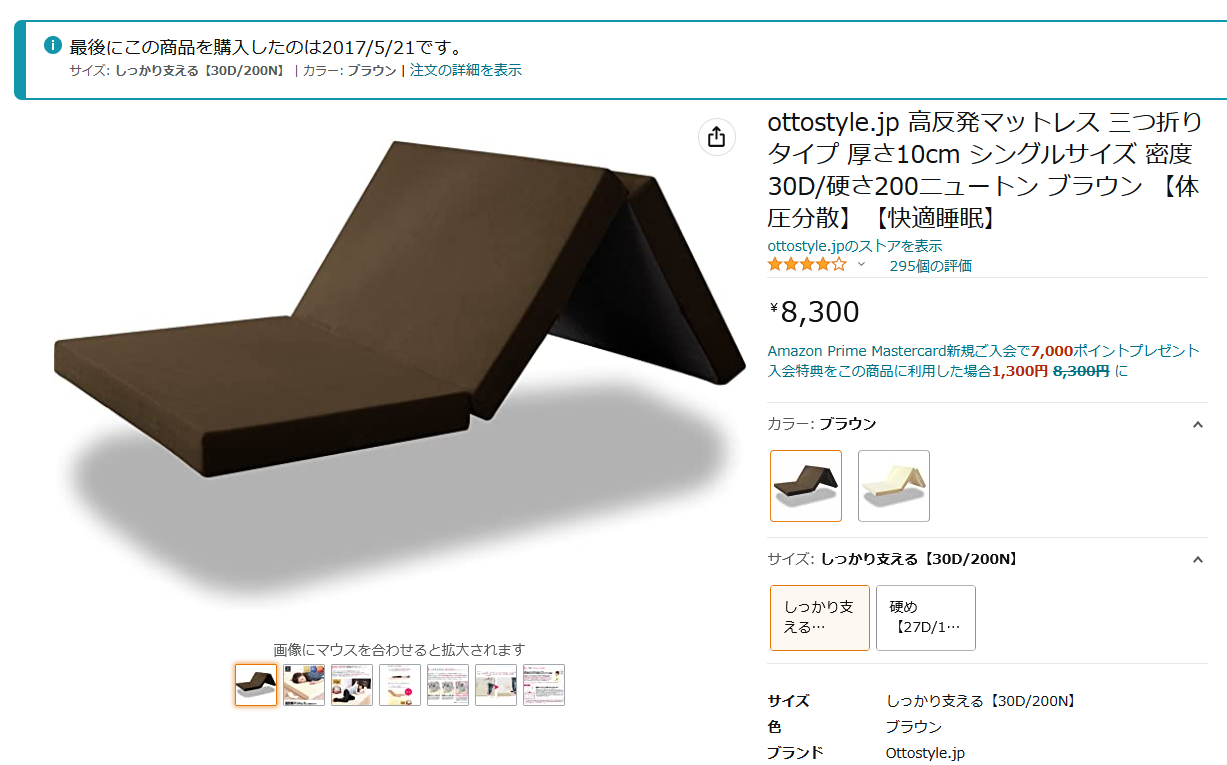 最後にこの商品を購入したのは2017/5/21です。
サイズ: しっかり支える【30D/200N】 | カラー: ブラウン | 注文の詳細を表示
ottostyle.jp 高反発マットレス 三つ折り
タイプ 厚さ10cm シングルサイズ 密度
30D/硬さ200ニュートン ブラウン 【体
圧分散】【快適睡眠】
ottostyle.jpのストアを表示
295個の評価
¥8,300
Amazon Prime Mastercard新規ご入会で7,000ポイントプレゼント
入会特典をこの商品に利用した場合1,300円 8,300円 に
カラー: ブラウン
サイズ: しっかり支える【30D/200N】
しっかり支
える…
硬め
【27D/1…
画像にマウスを合わせると拡大されます
サイズ しっかり支える【30D/200N】
色 ブラウン
ブランド Ottostyle.jp